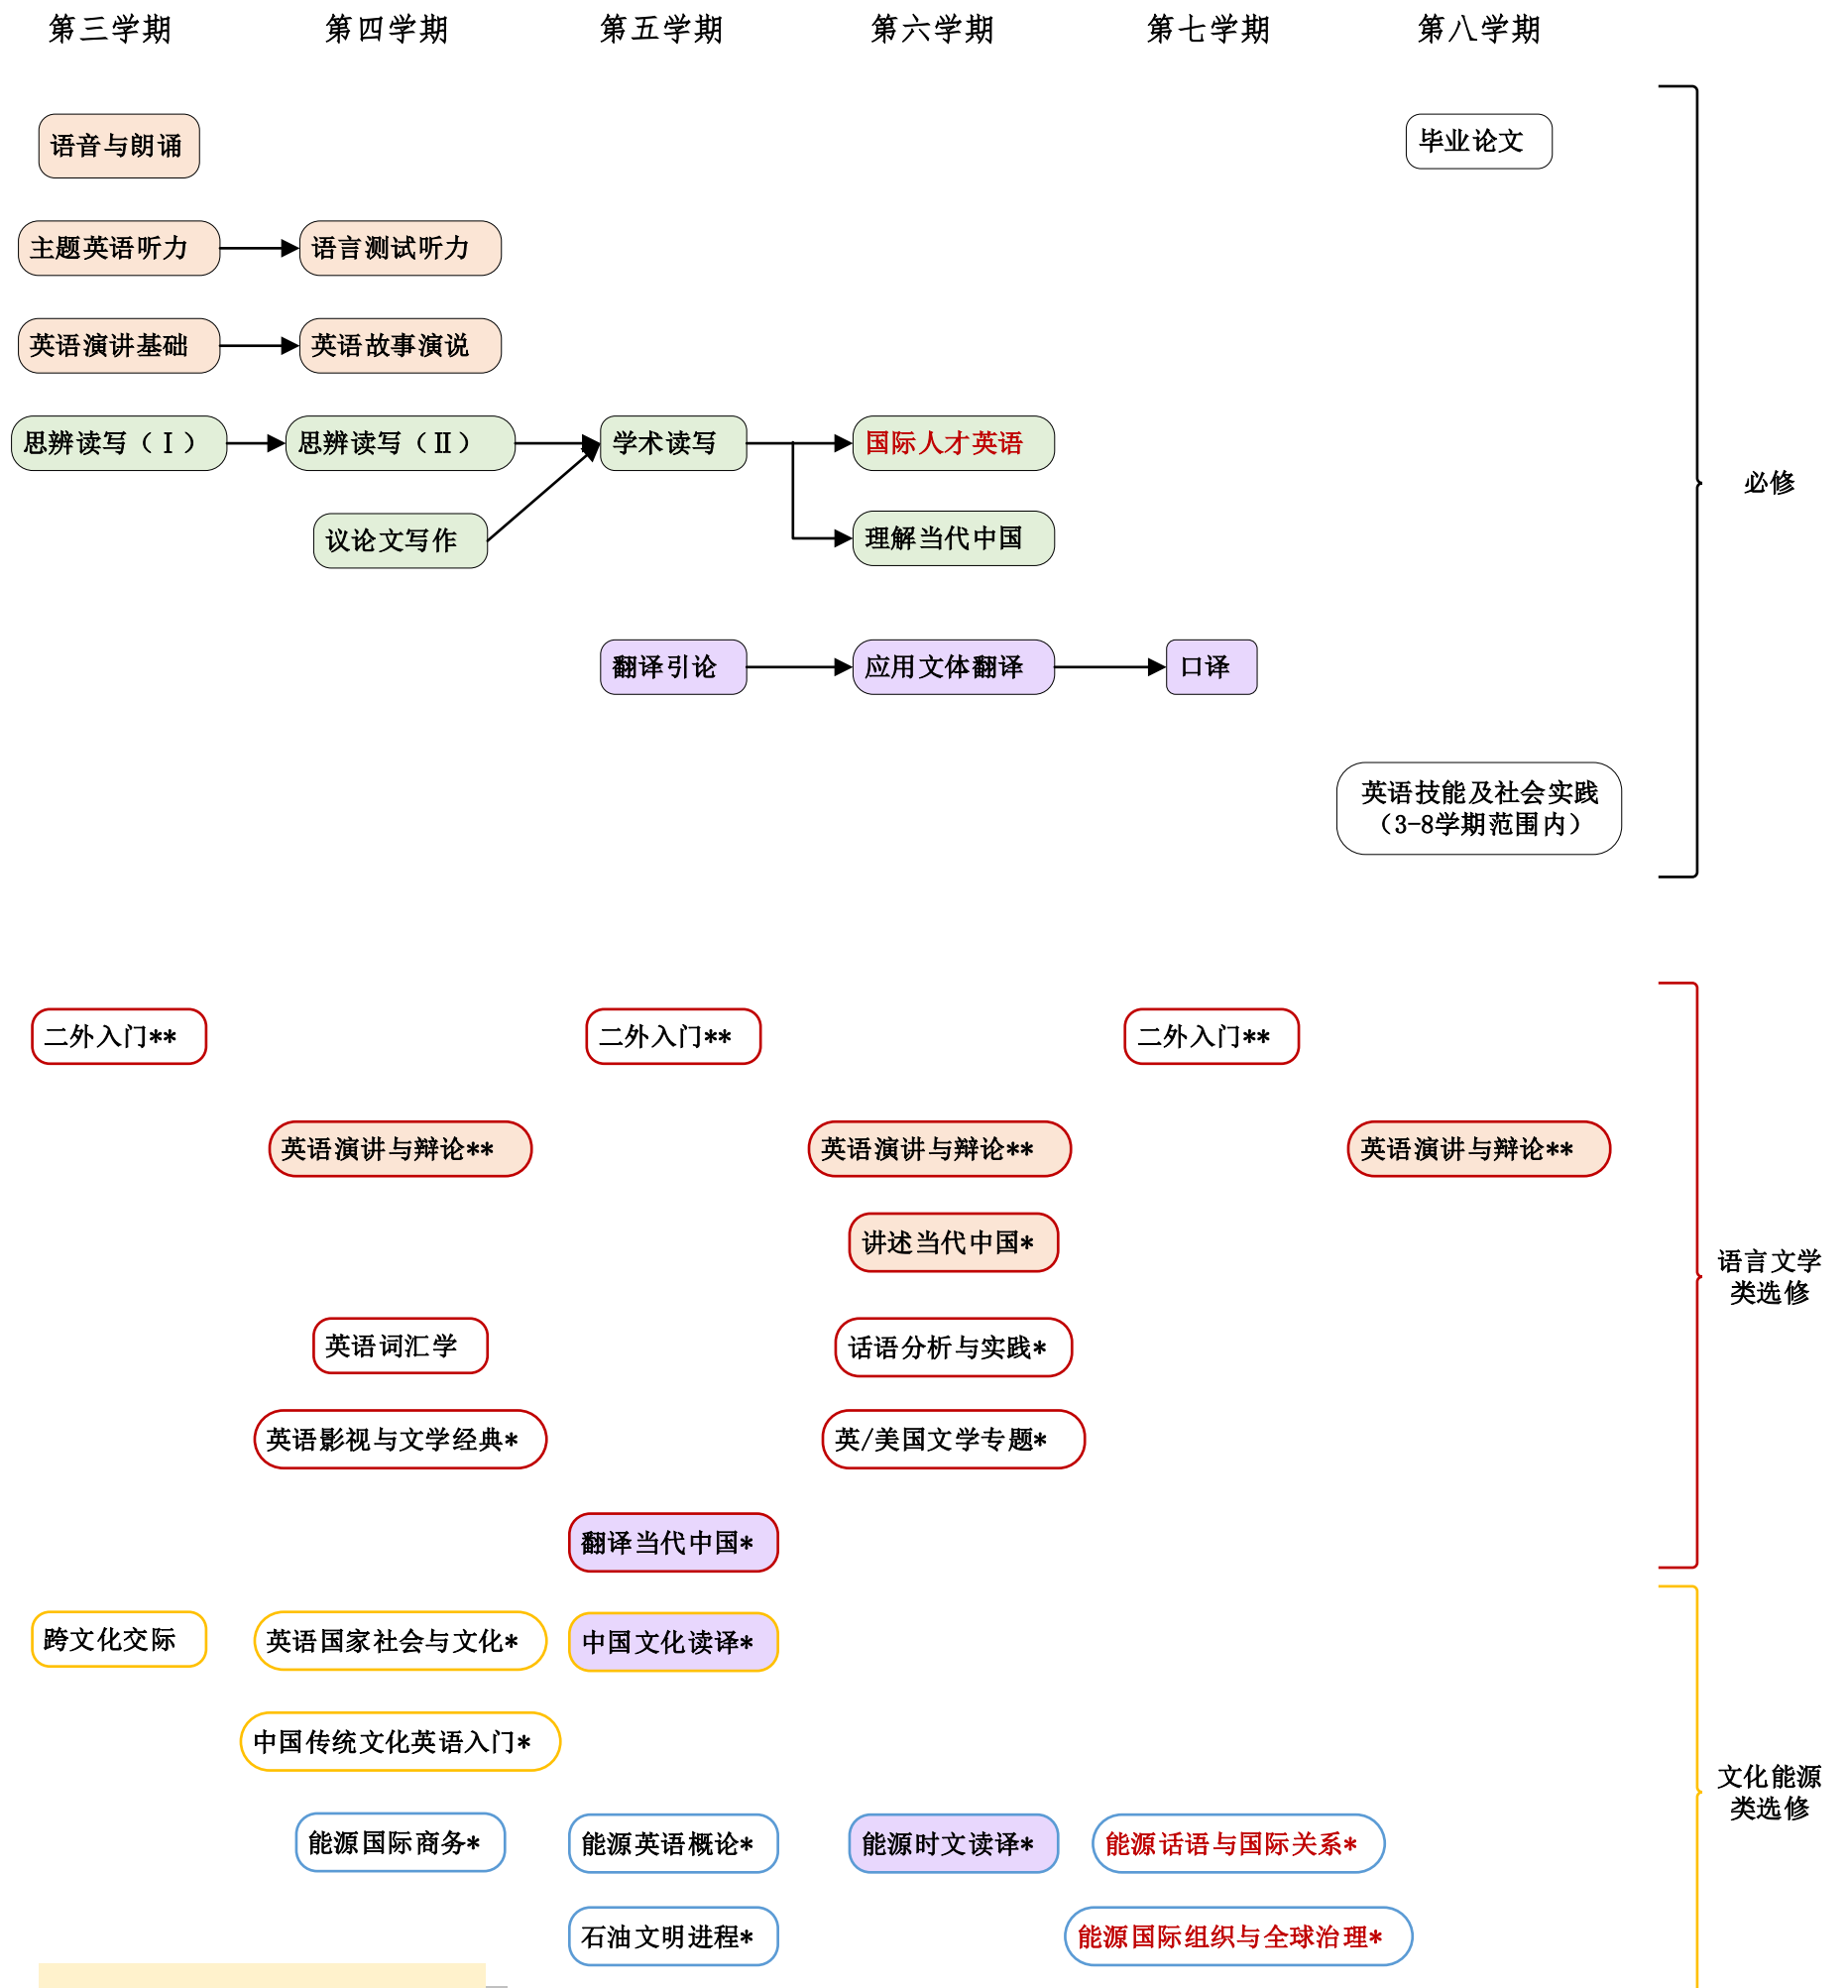 第三学期 第四学期 第五学期 第六学期 第七学期 第八学期
语音与朗诵 毕业论文
主题英语听力 语言测试听力
英语演讲基础 英语故事演说
思辨读写（Ⅰ） 思辨读写（Ⅱ） 学术读写 国际人才英语
必修
议论文写作 理解当代中国
翻译引论 应用文体翻译 口译
英语技能及社会实践
（3-8学期范围内）
二外入门** 二外入门** 二外入门**
英语演讲与辩论** 英语演讲与辩论** 英语演讲与辩论**
讲述当代中国*
语言文学
类选修
英语词汇学 话语分析与实践*
英语影视与文学经典* 英/美国文学专题*
翻译当代中国*
跨文化交际 英语国家社会与文化* 中国文化读译*
中国传统文化英语入门*
文化能源
类选修
能源国际商务* 能源英语概论* 能源时文读译* 能源话语与国际关系*
石油文明进程* 能源国际组织与全球治理*